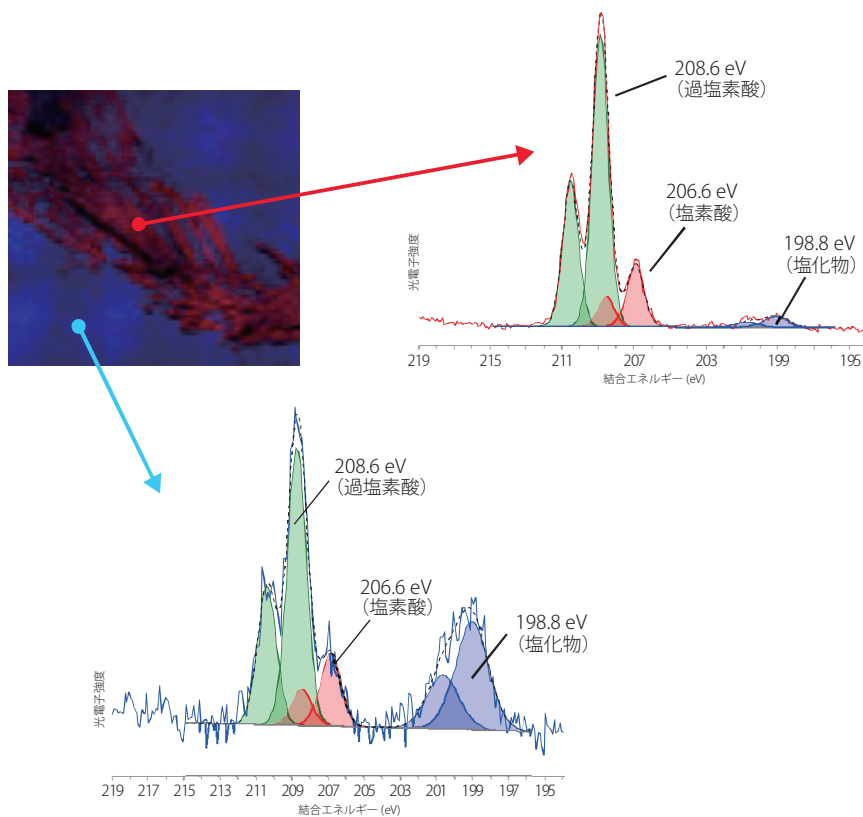 208.6 eV
（過塩素酸）
206.6 eV
（塩素酸）
198.8 eV
（塩化物）
光電子強度
219 215 211 207 203 199 195
結合エネルギー (eV)
208.6 eV
（過塩素酸）
206.6 eV
（塩素酸）
198.8 eV
（塩化物）
光電子強度
219 217 215 213 211 209 207 205 203 201 199 197 195
結合エネルギー (eV)